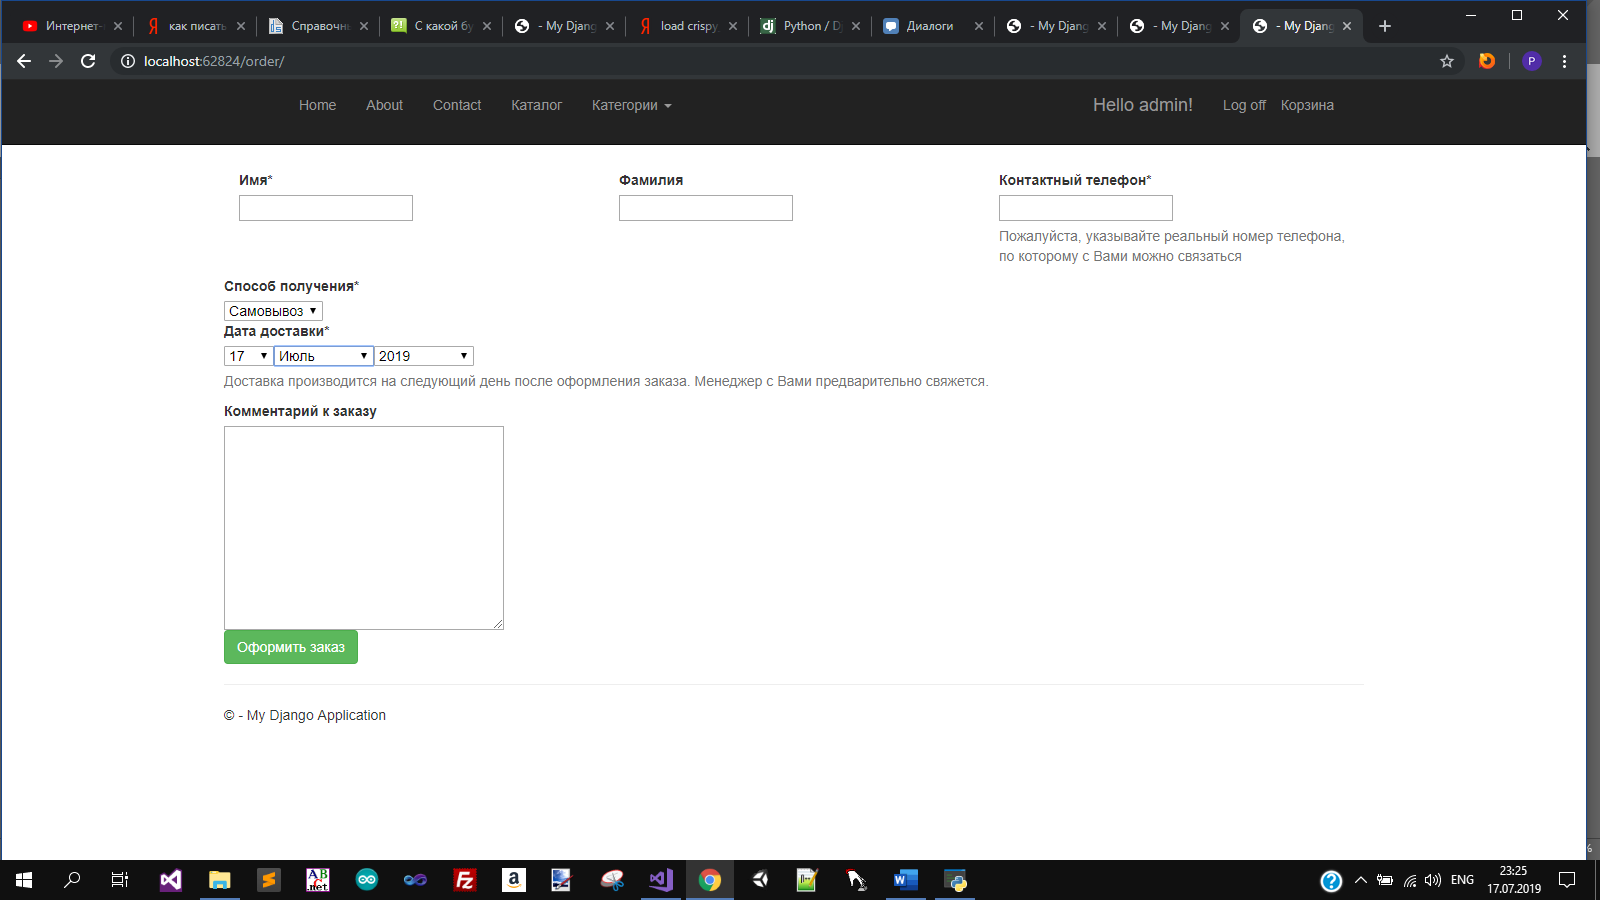 Интернет-
как писать
Справочни
С какой бу
- My Djang
load crispy
Python / D
Диалоги
- My Djang
- My Djang
- My Djang
localhost:62824/order/
P
Home About Contact Каталог Категории Hello admin! Log off Корзина
Имя* Фамилия Контактный телефон*
Пожалуйста, указывайте реальный номер телефона,
по которому с Вами можно связаться
Способ получения*
Самовывоз
Дата доставки*
17 Июль 2019
Доставка производится на следующий день после оформления заказа. Менеджер с Вами предварительно свяжется.
Комментарий к заказу
Оформить заказ
© - My Django Application
%
ENG
23:25
17.07.2019